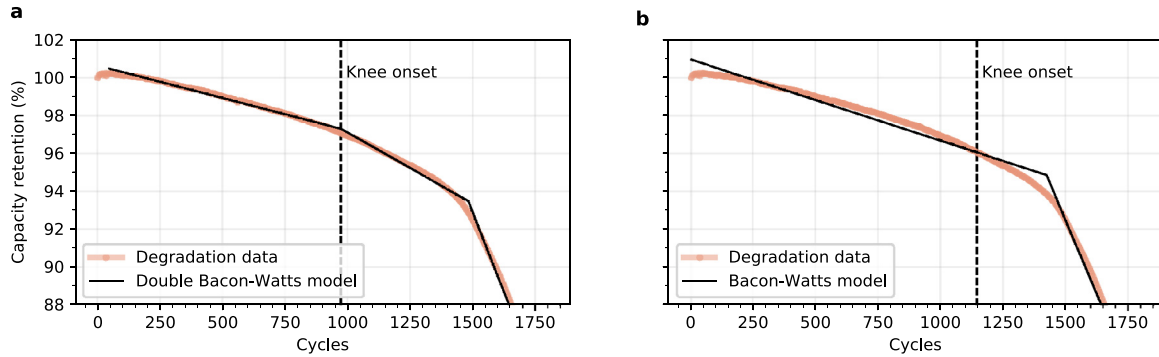 a
102
100
98
96
94
92
90
88
Capacity retention (%)
Knee onset
Degradation data
Double Bacon-Watts model
0 250 500 750 1000 1250 1500 1750
Cycles
b
Knee onset
Degradation data
Bacon-Watts model
0 250 500 750 1000 1250 1500 1750
Cycles